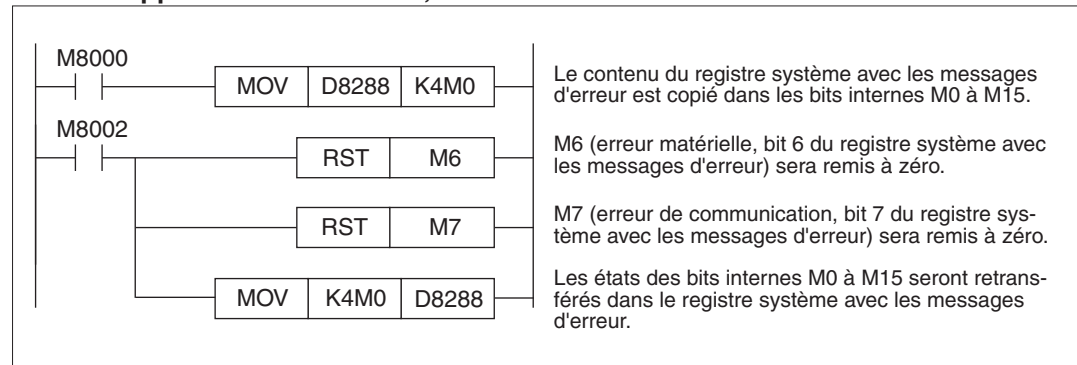 M8000
MOV D8288 K4M0
Le contenu du registre système avec les messages
d'erreur est copié dans les bits internes M0 à M15.
M8002
RST M6
M6 (erreur matérielle, bit 6 du registre système avec
les messages d'erreur) sera remis à zéro.
RST M7
M7 (erreur de communication, bit 7 du registre sys-
tème avec les messages d'erreur) sera remis à zéro.
MOV K4M0 D8288
Les états des bits internes M0 à M15 seront retrans-
férés dans le registre système avec les messages
d'erreur.